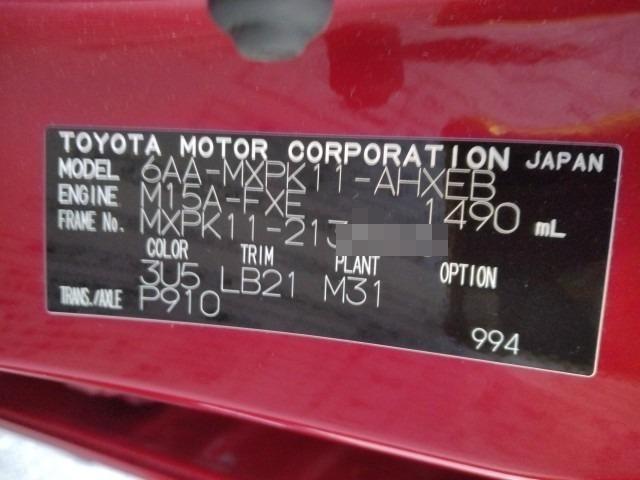 TOYOTA MOTOR CORPORATION JAPAN
MODEL 6AA-MXPK11-AHXEB
ENGINE M15A-FXE 1490 mL
FRAME No. MXPK11-213
COLOR TRIM PLANT OPTION
3U5 LB21 M31
TRANS./AXLE P910
994